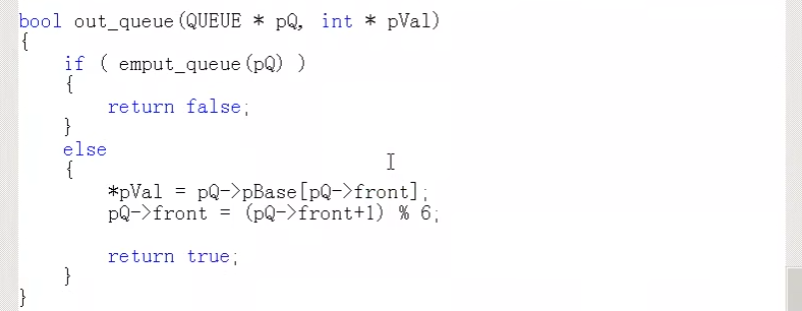 bool out_queue(QUEUE * pQ, int * pVal)
{
    if ( emput_queue(pQ) )
    {
        return false;
    }
    else
    {
        *pVal = pQ->pBase[pQ->front];
        pQ->front = (pQ->front+1) % 6;

        return true;
    }
}